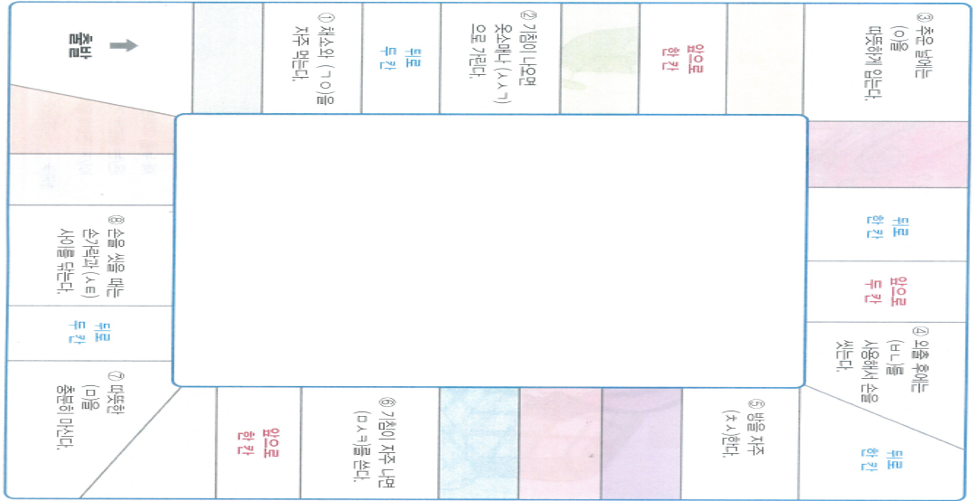 출발
① 채소와 (ㄱㅇ)을
자주 먹는다.
뒤로
두 칸
② 기침이 나오면
옷소매나 (ㅅㅅㄱ)
으로 가린다.
앞으로
한 칸
③ 추운 날에는
(ㅇ)을
따뜻하게 입는다.
뒤로
한 칸
앞으로
두 칸
④ 외출 후에는
(ㅂㄴ)를
사용해서 손을
씻는다.
뒤로
한 칸
⑤ 방을 자주
(ㅊㅅ)한다.
⑥ 기침이 자주 나면
(ㅁㅅㅋ)를 쓴다.
앞으로
한 칸
⑦ 따뜻한
(ㅁ)을
충분히 마신다.
뒤로
두 칸
⑧ 손을 씻을 때는
손가락과 (ㅅㅌ)
사이를 닦는다.